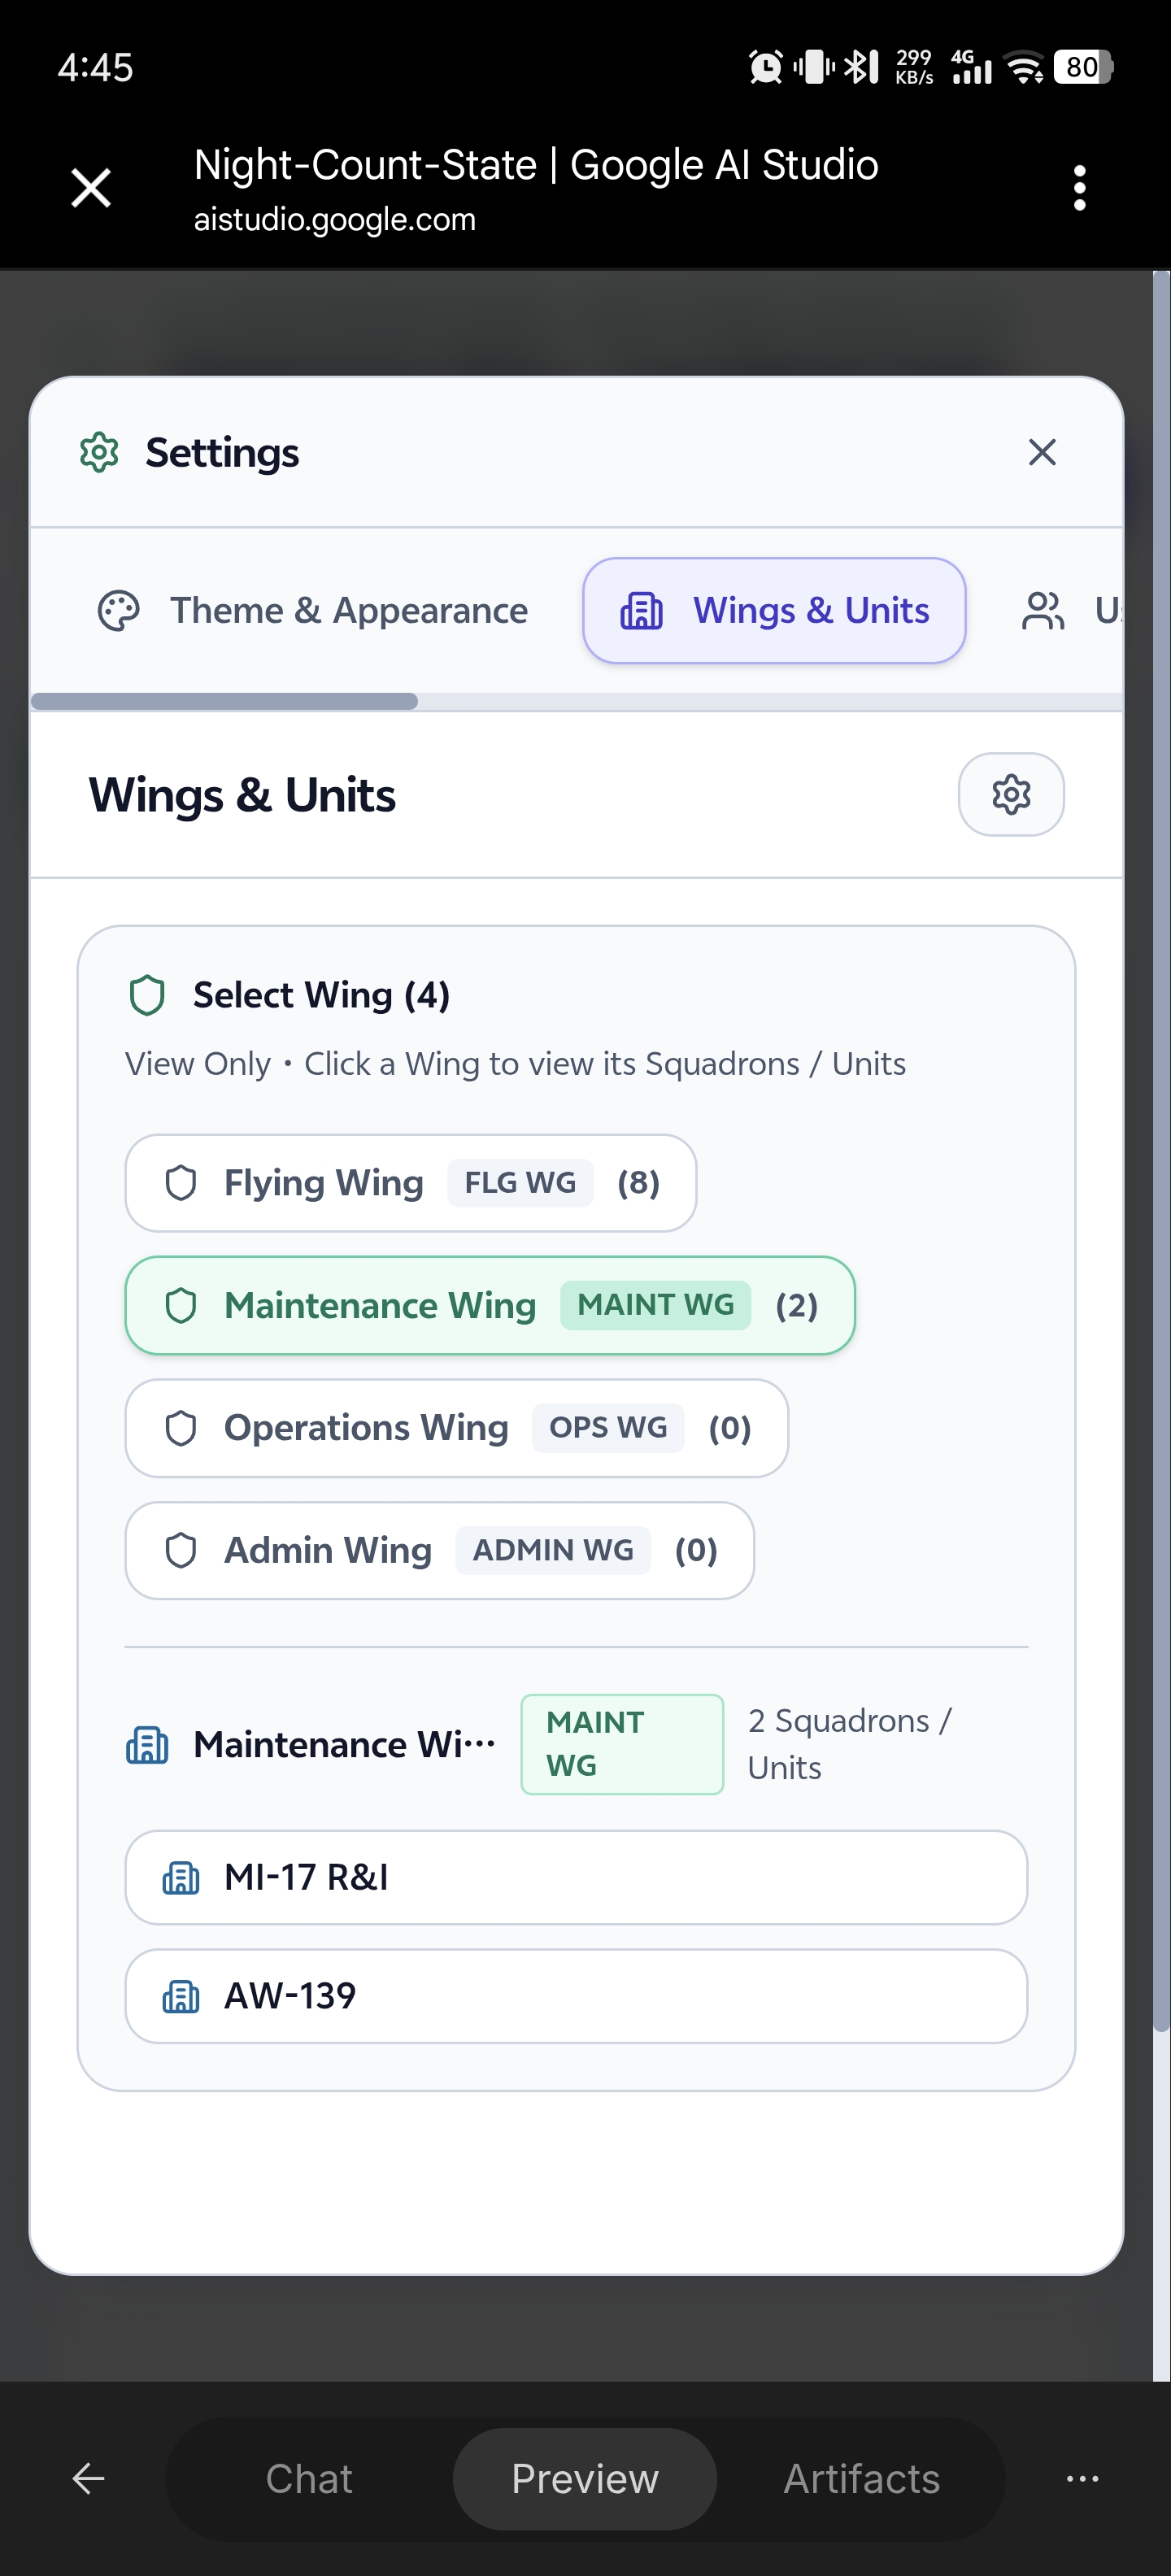 4:45
299
KB/s
4G
80
Night-Count-State | Google AI Studio
aistudio.google.com
Settings
Theme & Appearance
Wings & Units
Wings & Units
Select Wing (4)
View Only • Click a Wing to view its Squadrons / Units
Flying Wing FLG WG (8)
Maintenance Wing MAINT WG (2)
Operations Wing OPS WG (0)
Admin Wing ADMIN WG (0)
Maintenance Wi...
MAINT
WG
2 Squadrons /
Units
MI-17 R&I
AW-139
Chat
Preview
Artifacts